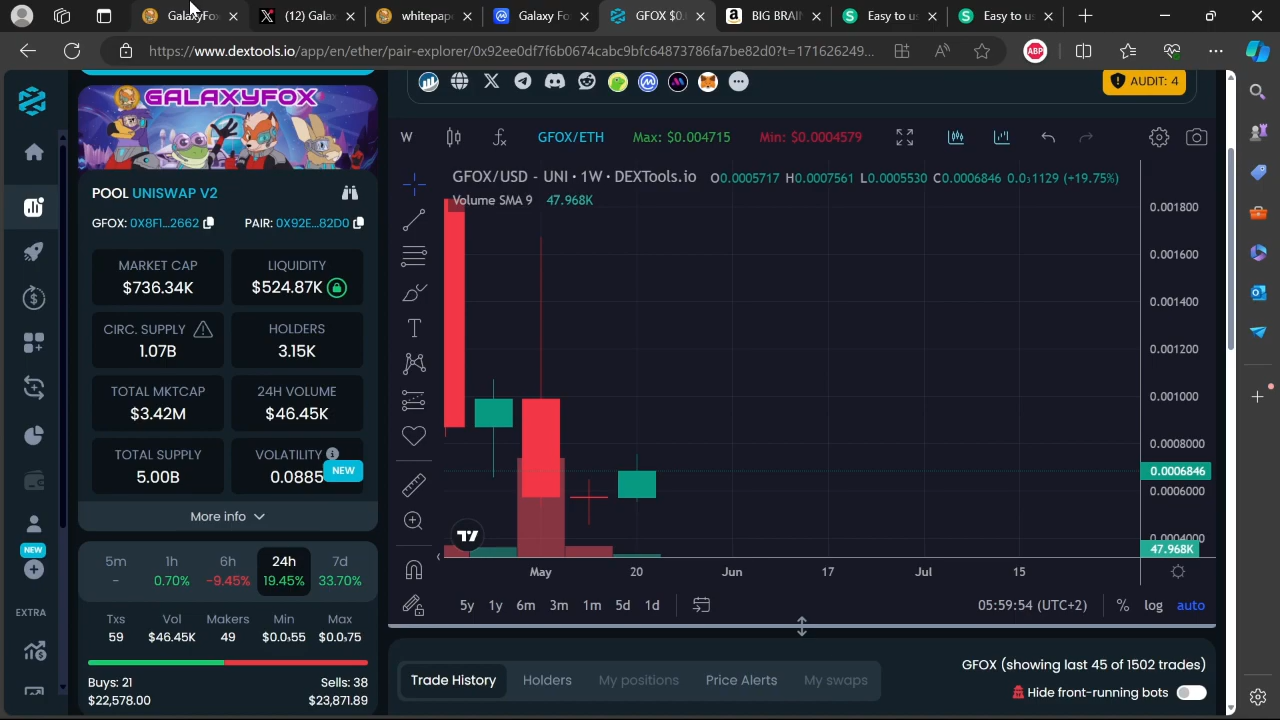 GalaxyFox
(12) Gala
whitepape
Galaxy Fo
GFOX $0.
BIG BRAIN
Easy to us
Easy to us
https://www.dextools.io/app/en/ether/pair-explorer/0x92ee0df7f6b0674cabc9bfc64873786fa7be82d0?t=171626249...
ABP
GALAXYFOX
POOL UNISWAP V2
GFOX: 0X8F1...2662
PAIR: 0X92E...82D0
MARKET CAP
$736.34K
LIQUIDITY
$524.87K
CIRC. SUPPLY
1.07B
HOLDERS
3.15K
TOTAL MKTCAP
$3.42M
24H VOLUME
$46.45K
TOTAL SUPPLY
5.00B
VOLATILITY
0.0885
NEW
More info
5m
-
1h
0.70%
6h
-9.45%
24h
19.45%
7d
33.70%
Txs
59
Vol
$46.45K
Makers
49
Min
$0.0₃55
Max
$0.0₃75
Buys: 21
$22,578.00
Sells: 38
$23,871.89
NEW
EXTRA
AUDIT: 4
W
GFOX/ETH
Max: $0.004715
Min: $0.0004579
GFOX/USD - UNI · 1W · DEXTools.io
O0.0005717 H0.0007561 L0.0005530 C0.0006846 0.0₃1129 (+19.75%)
Volume SMA 9 47.968K
0.001800
0.001600
0.001400
0.001200
0.001000
0.0008000
0.0006846
0.0006000
0.0004000
47.968K
May
20
Jun
17
Jul
15
5y
1y
6m
3m
1m
5d
1d
05:59:54 (UTC+2)
%
log
auto
Trade History
Holders
My positions
Price Alerts
My swaps
GFOX (showing last 45 of 1502 trades)
Hide front-running bots